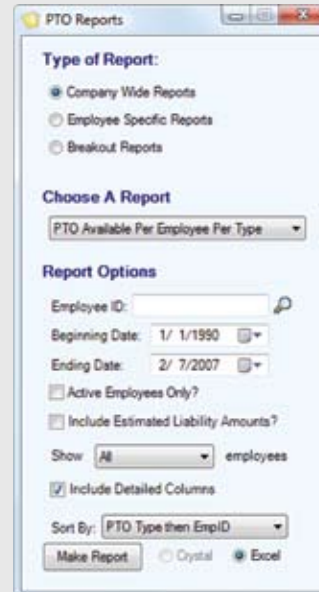 PTO Reports
Type of Report:
Company Wide Reports
Employee Specific Reports
Breakout Reports
Choose A Report
PTO Available Per Employee Per Type
Report Options
Employee ID:
Beginning Date: 1/ 1/1990
Ending Date: 2/ 7/2007
Active Employees Only?
Include Estimated Liability Amounts?
Show All employees
Include Detailed Columns
Sort By: PTO Type then EmpID
Make Report Crystal Excel